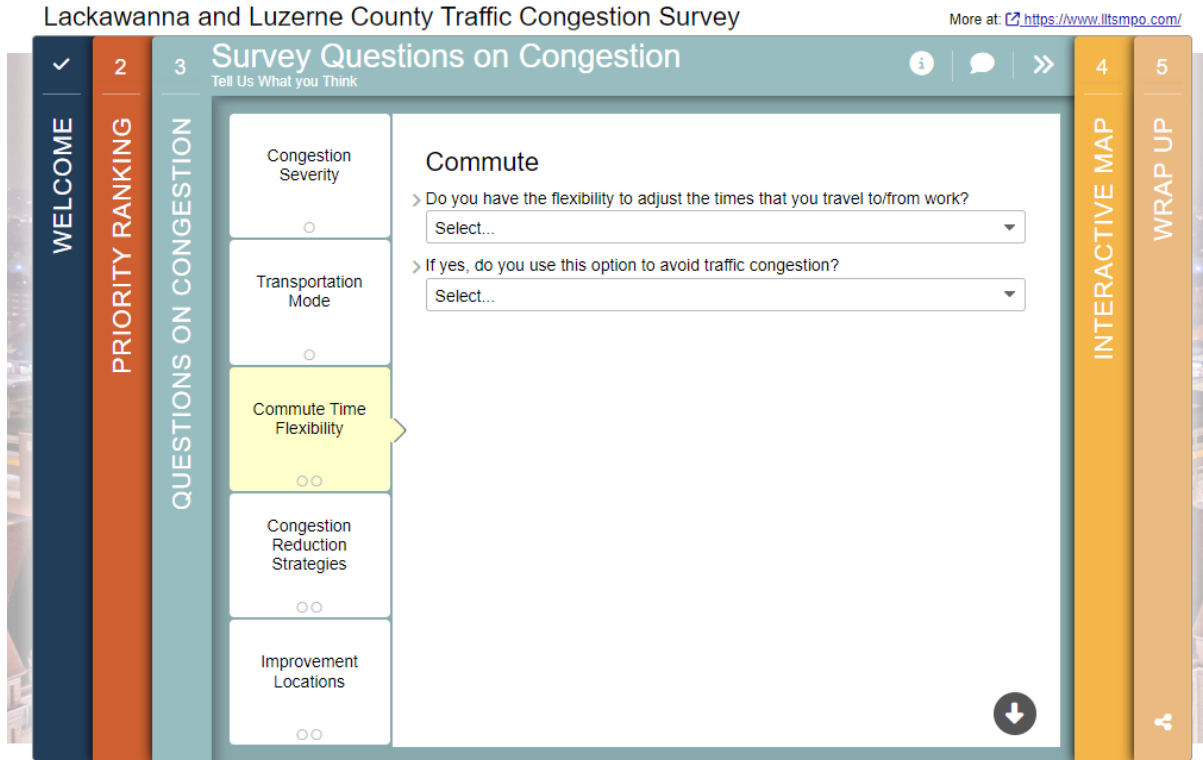 Lackawanna and Luzerne County Traffic Congestion Survey
More at: https://www.lltsmpo.com/
WELCOME
2
PRIORITY RANKING
3
QUESTIONS ON CONGESTION
Survey Questions on Congestion
Tell Us What you Think
Congestion
Severity
Transportation
Mode
Commute Time
Flexibility
Congestion
Reduction
Strategies
Improvement
Locations
Commute
Do you have the flexibility to adjust the times that you travel to/from work?
Select...
If yes, do you use this option to avoid traffic congestion?
Select...
4
INTERACTIVE MAP
5
WRAP UP